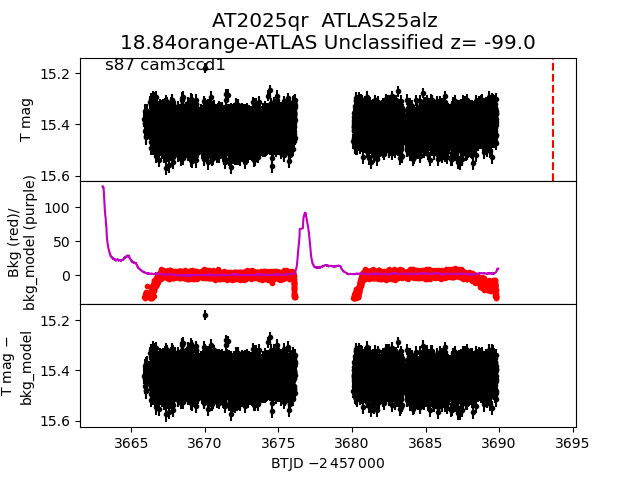 AT2025qr  ATLAS25alz
18.84orange-ATLAS Unclassified z= -99.0
s87 cam3ccd1
15.2
15.4
15.6
T mag
100
50
0
Bkg (red)/
bkg_model (purple)
15.2
15.4
15.6
T mag −
bkg_model
3665
3670
3675
3680
3685
3690
3695
BTJD −2 457 000